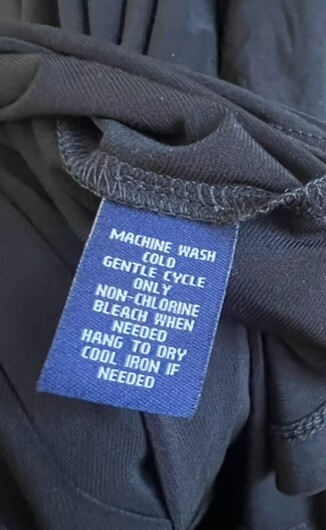 MACHINE WASH
COLD
GENTLE CYCLE
ONLY
NON-CHLORINE
BLEACH WHEN
NEEDED
HANG TO DRY
COOL IRON IF
NEEDED